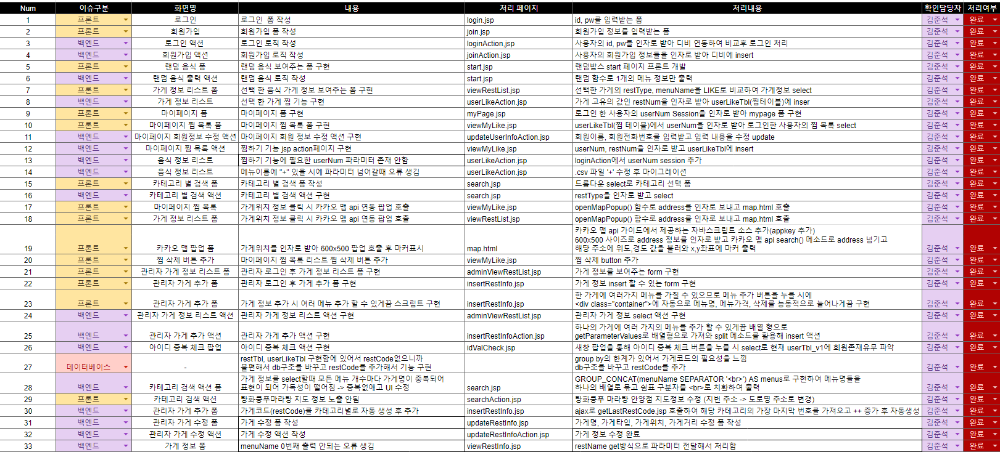 Num 이슈구분 화면명 내용 처리 페이지 처리내용 확인담당자 처리여부
1 프론트 로그인 로그인 폼 작성 login.jsp id, pw를 입력받는 폼 김준석 완료
2 프론트 회원가입 회원가입 폼 작성 join.jsp 회원가입 정보를 입력받는 폼 김준석 완료
3 백엔드 로그인 액션 로그인 로직 작성 loginAction.jsp 사용자의 id, pw를 인자로 받아 디비 연동하여 비교후 로그인 처리 김준석 완료
4 백엔드 회원가입 액션 회원가입 로직 작성 joinAction.jsp 사용자의 회원가입 정보들을 인자로 받아 디비에 insert 김준석 완료
5 프론트 랜덤 음식 폼 랜덤 음식 보여주는 폼 구현 start.jsp 랜덤밥스 start 페이지 프론트 개발 김준석 완료
6 백엔드 랜덤 음식 출력 액션 랜덤 음식 로직 작성 start.jsp 랜덤 함수로 1개의 메뉴 정보만 출력 김준석 완료
7 프론트 가게 정보 리스트 폼 선택 한 음식 가게 정보 보여주는 폼 구현 viewRestList.jsp 선택한 가게의 restType, menuName을 LIKE로 비교하여 가게정보 select 김준석 완료
8 백엔드 가게 정보 리스트 선택 한 가게 찜 기능 구현 userLikeAction.jsp 가게 고유의 값인 restNum을 인자로 받아 userLikeTbl(찜테이블)에 inser 김준석 완료
9 프론트 마이페이지 폼 마이페이지 폼 구현 myPage.jsp 로그인 한 사용자의 userNum Session을 인자로 받아 mypage 폼 구현 김준석 완료
10 프론트 마이페이지 찜 목록 폼 마이페이지 찜 목록 폼 구현 viewMyLike.jsp userLikeTbl(찜 테이블)에서 userNum을 인자로 받아 로그인한 사용자의 찜 목록 select 김준석 완료
11 백엔드 마이페이지 회원정보 수정 액션 마이페이지 회원 정보 수정 액션 구현 updateUserInfoAction.jsp 회원이름, 회원전화번호를 입력받고 입력 내용을 수정 update 김준석 완료
12 백엔드 마이페이지 찜 목록 액션 찜하기 기능 jsp action페이지 구현 viewMyLike.jsp userNum, restNum을 인자로 받고 userLikeTbl에 insert 김준석 완료
13 백엔드 음식 정보 리스트 찜하기 기능에 필요한 userNum 파라미터 존재 안함 userLikeAction.jsp loginAction에서 userNum session 추가 김준석 완료
14 백엔드 음식 정보 리스트 메뉴이름에 "+" 있을 시에 파라미터 넘어갈때 오류 생김 userLikeAction.jsp .csv 파일 '+' 수정 후 마이그레이션 김준석 완료
15 프론트 카테고리 별 검색 폼 카테고리 별 검색 폼 작성 search.jsp 드롭다운 select로 카테고리 선택 폼 김준석 완료
16 백엔드 카테고리 별 검색 액션 카테고리 별 검색 액션 구현 search.jsp restType을 인자로 받고 select 김준석 완료
17 프론트 마이페이지 찜 목록 가게위치 정보 클릭 시 카카오 맵 api 연동 팝업 호출 viewMyLike.jsp openMapPopup() 함수로 address을 인자로 보내고 map.html 호출 김준석 완료
18 프론트 가게 정보 리스트 폼 가게위치 정보 클릭 시 카카오 맵 api 연동 팝업 호출 viewRestList.jsp openMapPopup() 함수로 address을 인자로 보내고 map.html 호출 김준석 완료
카카오 맵 api 가이드에서 제공하는 자바스크립트 소스 추가(appkey 추가)
600x500 사이즈로 address 정보를 인자로 받고 카카오 맵 api search() 메소드로 address 넘기고
19 프론트 카카오 맵 팝업 폼 가게위치를 인자로 받아 600x500 팝업 호출 후 마커표시 map.html 해당 주소에 위도,경도 값을 불러와 x,y좌표에 마커 출력 김준석 완료
20 프론트 찜 삭제 버튼 추가 마이페이지 찜 목록 리스트 찜 삭제 버튼 추가 viewMyLike.jsp 찜 삭제 button 추가 김준석 완료
21 프론트 관리자 가게 정보 리스트 폼 관리자 로그인 후 가게 정보 리스트 폼 구현 adminViewRestList.jsp 가게 정보를 보여주는 form 구현 김준석 완료
22 프론트 관리자 가게 추가 폼 관리자 로그인 후 가게 추가 폼 구현 insertRestInfo.jsp 가게 정보 insert 할 수 있는 form 구현 김준석 완료
한 가게에 여러가지 메뉴를 가질 수 있으므로 메뉴 추가 버튼을 누를 시에
23 프론트 관리자 가게 추가 폼 가게 정보 추가 시 여러 메뉴 추가 할 수 있게끔 스크립트 구현 insertRestInfo.jsp <div class="container">에 자동으로 메뉴명, 메뉴가격, 삭제를 능동적으로 늘어나게끔 구현 김준석 완료
24 백엔드 관리자 가게 정보 리스트 액션 관리자 가게 정보 리스트 액션 구현 adminViewRestList.jsp 관리자 가게 정보 select 액션 구현 김준석 완료
하나의 가게에 여러 가지의 메뉴를 추가 할 수 있게끔 배열 형으로
25 백엔드 관리자 가게 추가 액션 관리자 가게 추가 액션 구현 insertRestInfoAction.jsp getParameterValues로 배열형으로 가져와 split 메소드를 활용해 insert 액션 김준석 완료
26 백엔드 아이디 중복 체크 팝업 아이디 중복 체크 액션 구현 idValCheck.jsp 새창 팝업을 통해 아이디 중복 체크 버튼을 누를 시 select로 현재 userTbl_v1에 회원존재유무 파악 김준석 완료
restTbl, userLikeTbl 구현함에 있어서 restCode없으니까 group by의 한계가 있어서 가게코드의 필요성을 느낌
27 데이터베이스 - 불편해서 db구조를 바꾸고 restCode를 추가해서 기능 구현 db구조를 바꾸고 restCode를 추가 김준석 완료
가게 정보를 select할때 모든 메뉴 개수마다 가게명이 중복되어 GROUP_CONCAT(menuName SEPARATOR '<br>') AS menus로 구현하여 메뉴명들을
28 백엔드 카테고리 검색 액션 폼 표현이 되어 가독성이 떨어짐 -> 중복없애고 UI 수정 search.jsp 하나의 배열로 묶고 쉼표 구분자를 <br>로 치환하여 출력 김준석 완료
29 프론트 카테고리 검색 액션 탕화쿵푸마라탕 지도 정보 노출 안됨 searchAction.jsp 탕화쿵푸 마라탕 안양점 지도정보 수정 (지번 주소 -> 도로명 주소로 변경) 김준석 완료
30 백엔드 관리자 가게 추가 폼 가게코드(restCode)를 카테고리별로 자동 생성 후 추가 insertRestInfo.jsp ajax로 getLastRestCode.jsp 호출하여 해당 카테고리의 가장 마지막 번호를 가져오고 ++ 증가 후 자동생성 김준석 완료
31 백엔드 관리자 가게 수정 폼 가게 수정 폼 작성 updateRestInfo.jsp 가게명, 가게타입, 가게위치, 가게거리 수정 폼 작성 김준석 완료
32 백엔드 관리자 가게 수정 액션 가게 수정 액션 작성 updateRestInfoAction.jsp 가게 정보 수정 완료 김준석 완료
33 백엔드 가게 정보 폼 menuName 0번째 출력 안되는 오류 생김 viewRestInfo.jsp restName get방식으로 파라미터 전달해서 처리함 김준석 완료